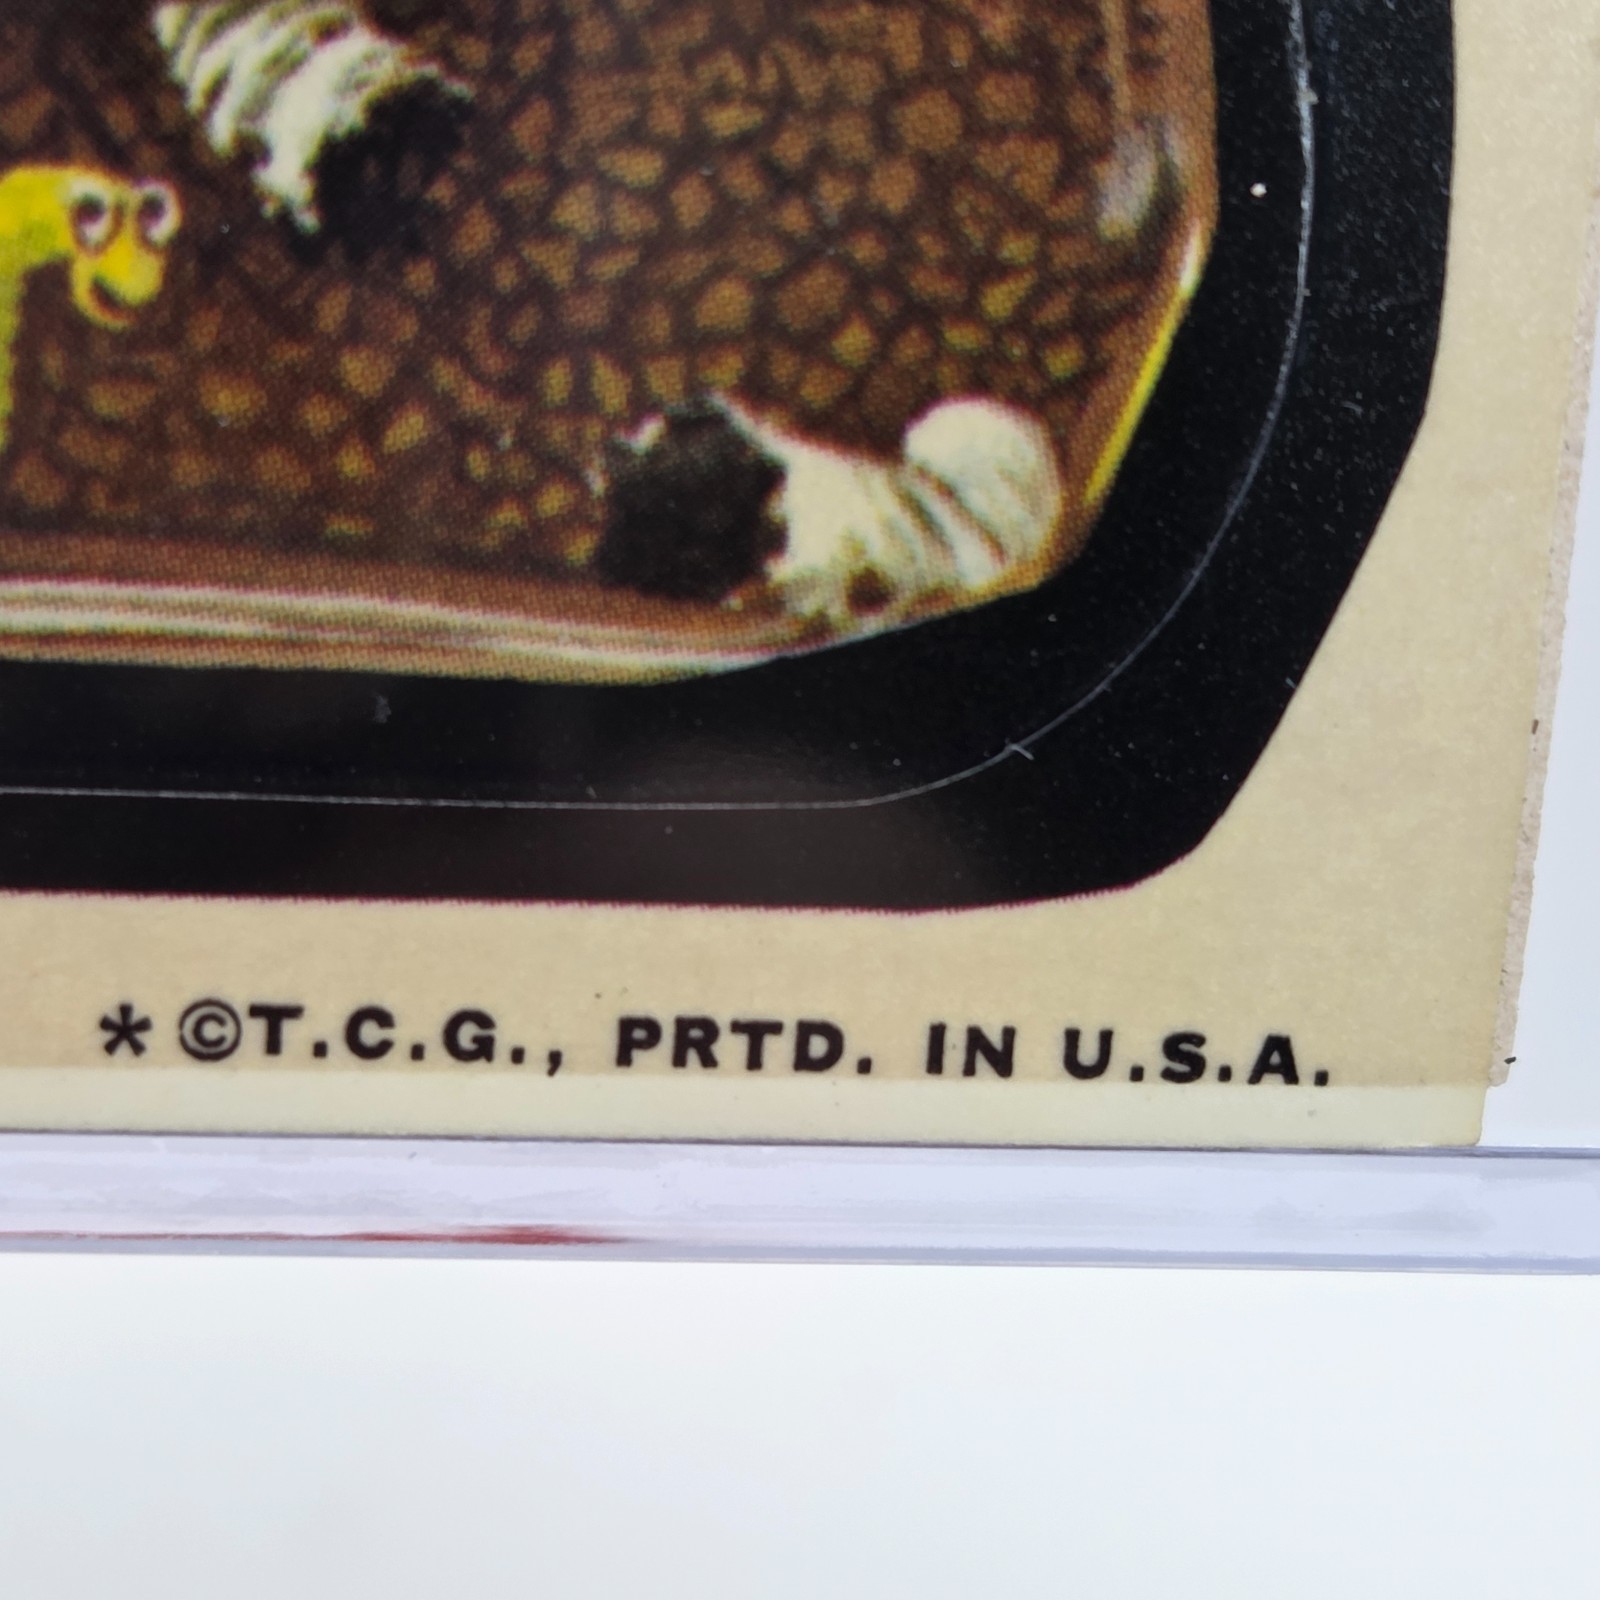 *©T.C.G., PRTD. IN U.S.A.